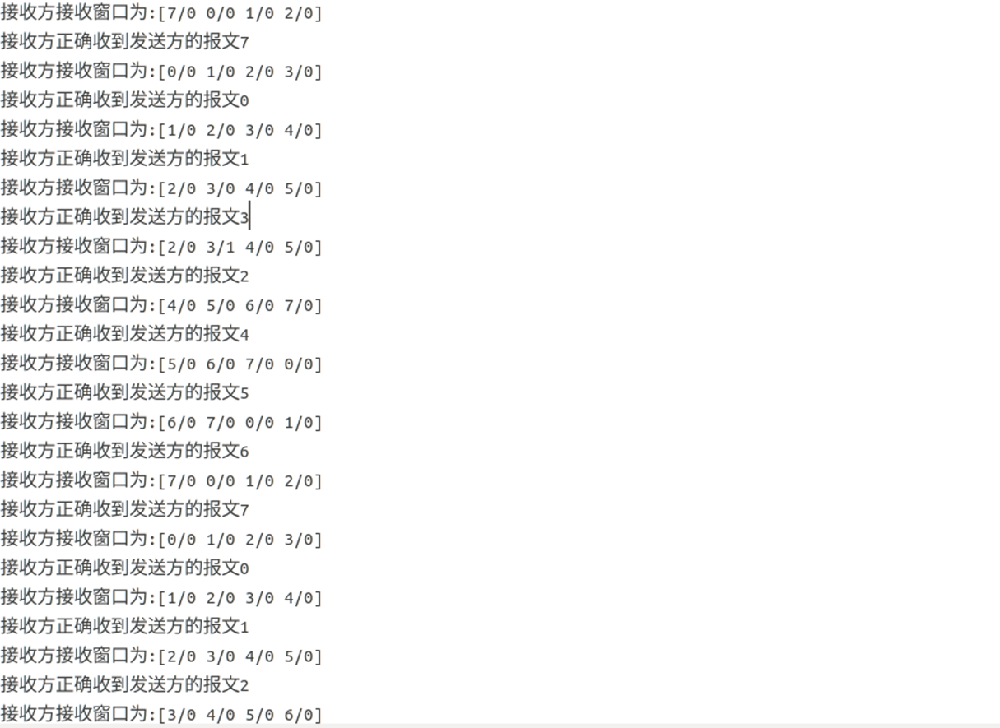 接收方接收窗口为:[7/0 0/0 1/0 2/0]
接收方正确收到发送方的报文7
接收方接收窗口为:[0/0 1/0 2/0 3/0]
接收方正确收到发送方的报文0
接收方接收窗口为:[1/0 2/0 3/0 4/0]
接收方正确收到发送方的报文1
接收方接收窗口为:[2/0 3/0 4/0 5/0]
接收方正确收到发送方的报文3
接收方接收窗口为:[2/0 3/1 4/0 5/0]
接收方正确收到发送方的报文2
接收方接收窗口为:[4/0 5/0 6/0 7/0]
接收方正确收到发送方的报文4
接收方接收窗口为:[5/0 6/0 7/0 0/0]
接收方正确收到发送方的报文5
接收方接收窗口为:[6/0 7/0 0/0 1/0]
接收方正确收到发送方的报文6
接收方接收窗口为:[7/0 0/0 1/0 2/0]
接收方正确收到发送方的报文7
接收方接收窗口为:[0/0 1/0 2/0 3/0]
接收方正确收到发送方的报文0
接收方接收窗口为:[1/0 2/0 3/0 4/0]
接收方正确收到发送方的报文1
接收方接收窗口为:[2/0 3/0 4/0 5/0]
接收方正确收到发送方的报文2
接收方接收窗口为:[3/0 4/0 5/0 6/0]